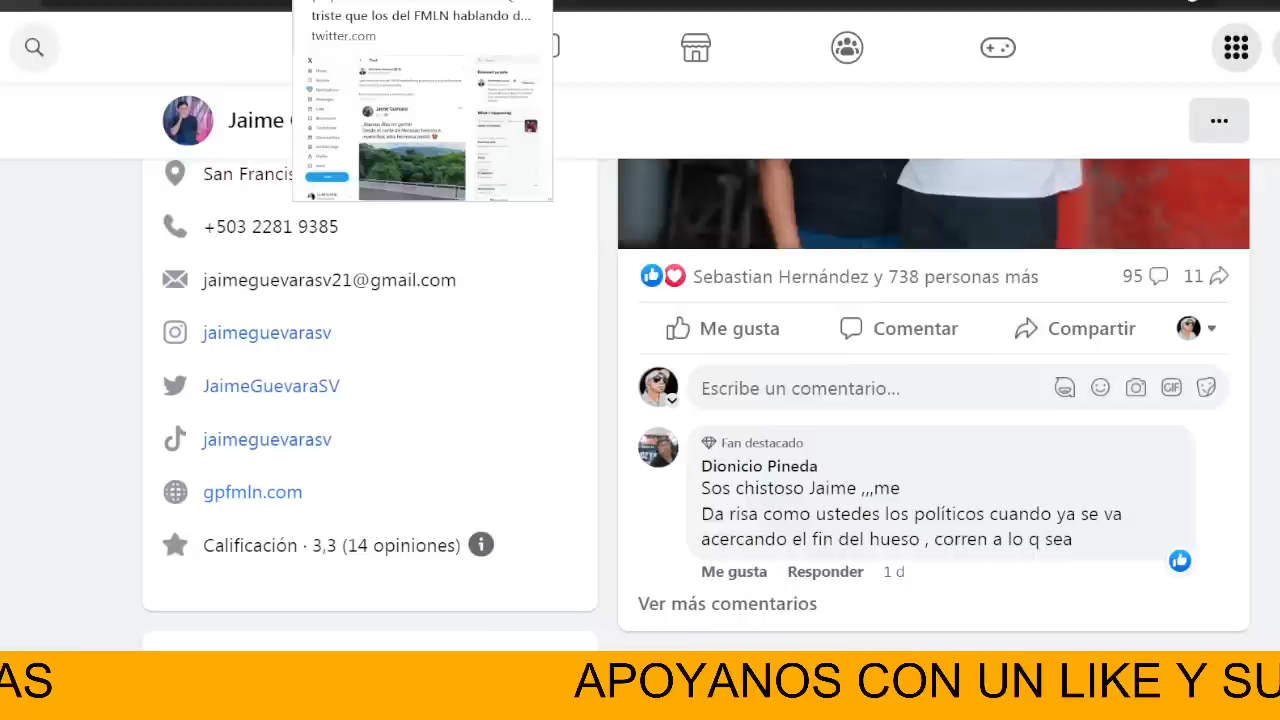 triste que los del FMLN hablando d...
twitter.com
Jaime Guevara
Jaime
San Francis
+503 2281 9385
jaimeguevarasv21@gmail.com
jaimeguevarasv
JaimeGuevaraSV
jaimeguevarasv
gpfmln.com
Calificación · 3,3 (14 opiniones)
Sebastian Hernández y 738 personas más
95
11
Me gusta
Comentar
Compartir
Escribe un comentario...
GIF
Fan destacado
Dionicio Pineda
Sos chistoso Jaime ,,,me
Da risa como ustedes los políticos cuando ya se va
acercando el fin del hueso , corren a lo q sea
Me gusta Responder 1 d
Ver más comentarios
AS APOYANOS CON UN LIKE Y SU